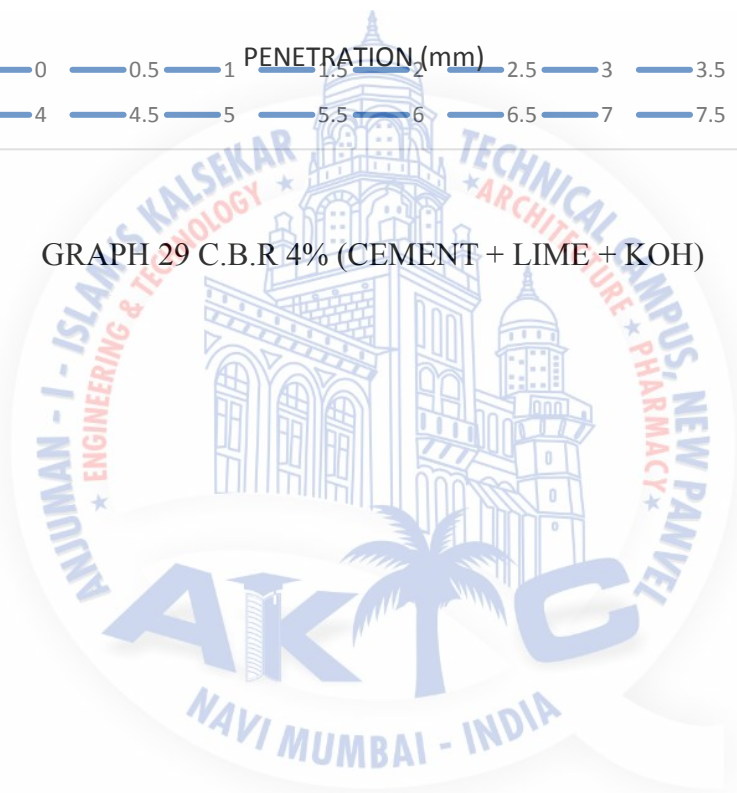 PENETRATION (mm)
0 0.5 1 1.5 2 2.5 3 3.5
4 4.5 5 5.5 6 6.5 7 7.5
GRAPH 29 C.B.R 4% (CEMENT + LIME + KOH)
ANJUMAN - I - ISLAM'S KALSEKAR TECHNICAL CAMPUS, NEW PANVEL
★ ENGINEERING & TECHNOLOGY ★ ★ ARCHITECTURE ★ PHARMACY ★
AKTC
NAVI MUMBAI - INDIA